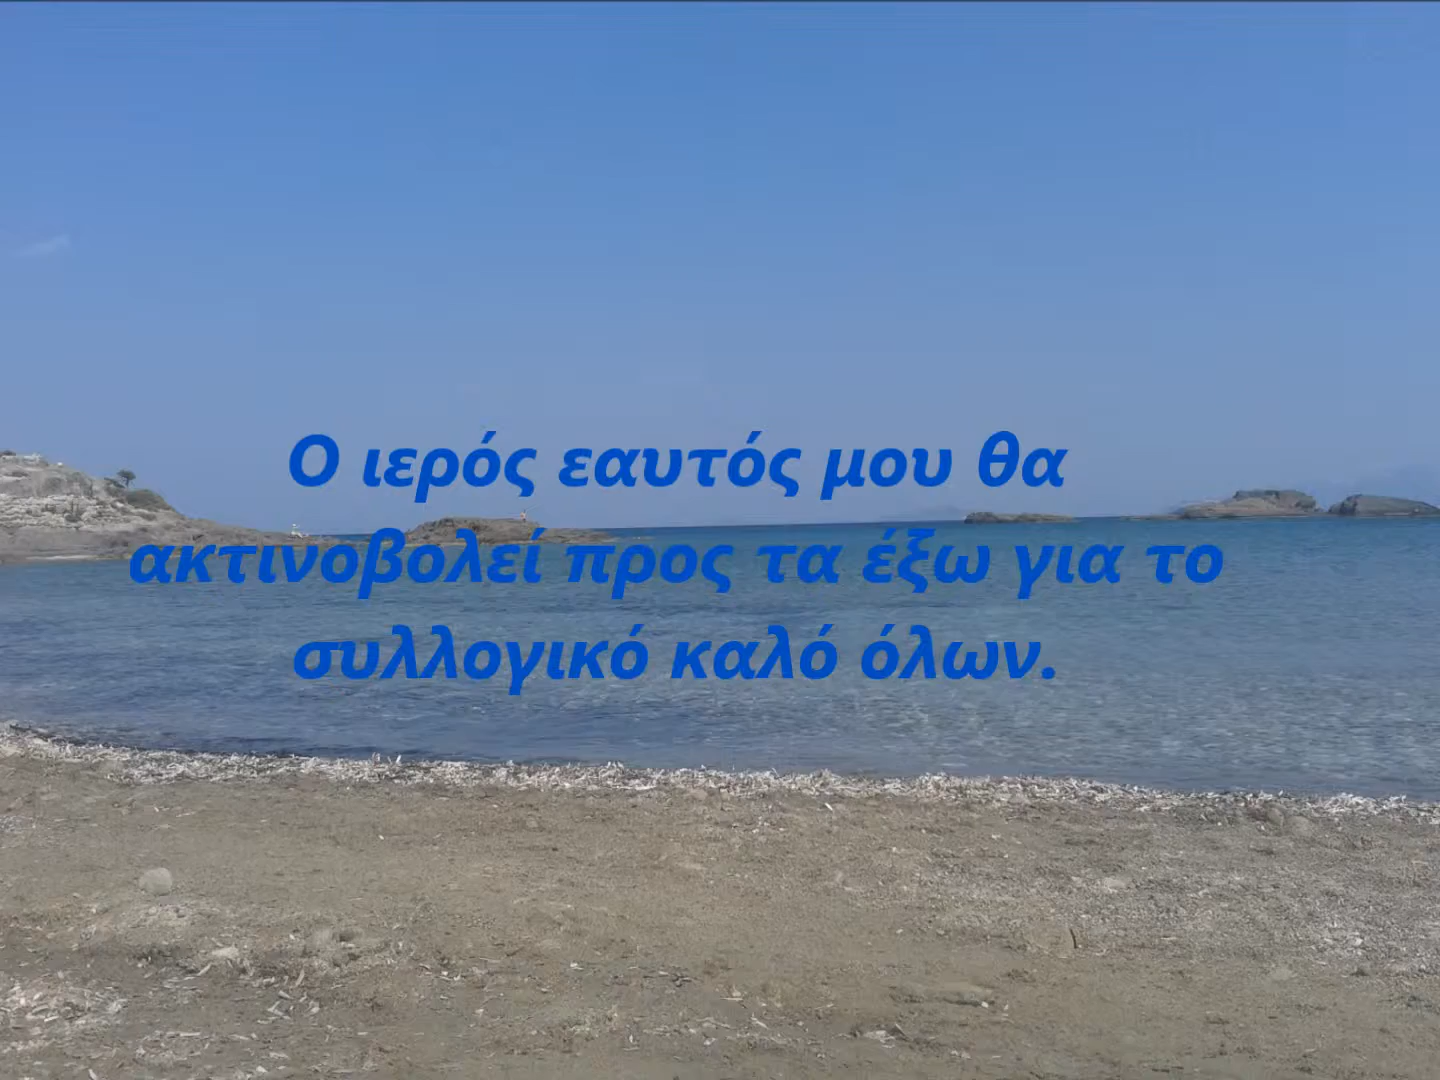 Ο ιερός εαυτός μου θα
ακτινοβολεί προς τα έξω για το
συλλογικό καλό όλων.